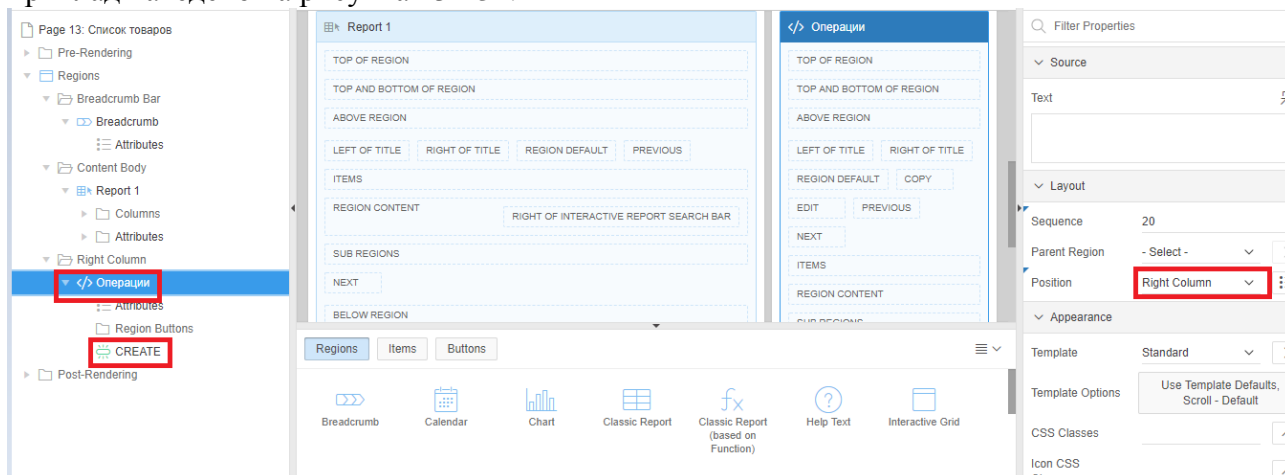 Page 13: Список товаров
Pre-Rendering
Regions
Breadcrumb Bar
Breadcrumb
Attributes
Content Body
Report 1
Columns
Attributes
Right Column
</> Операции
Attributes
Region Buttons
CREATE
Post-Rendering
Report 1
TOP OF REGION
TOP AND BOTTOM OF REGION
ABOVE REGION
LEFT OF TITLE RIGHT OF TITLE REGION DEFAULT PREVIOUS
ITEMS
REGION CONTENT
RIGHT OF INTERACTIVE REPORT SEARCH BAR
SUB REGIONS
NEXT
BELOW REGION
</> Операции
TOP OF REGION
TOP AND BOTTOM OF REGION
ABOVE REGION
LEFT OF TITLE RIGHT OF TITLE
REGION DEFAULT COPY
EDIT PREVIOUS
NEXT
ITEMS
REGION CONTENT
SUB REGIONS
Regions Items Buttons
Breadcrumb
Calendar
Chart
Classic Report
Classic Report
(based on
Function)
Help Text
Interactive Grid
Filter Properties
Source
Text
Layout
Sequence 20
Parent Region - Select -
Position Right Column
Appearance
Template Standard
Template Options Use Template Defaults,
Scroll - Default
CSS Classes
Icon CSS